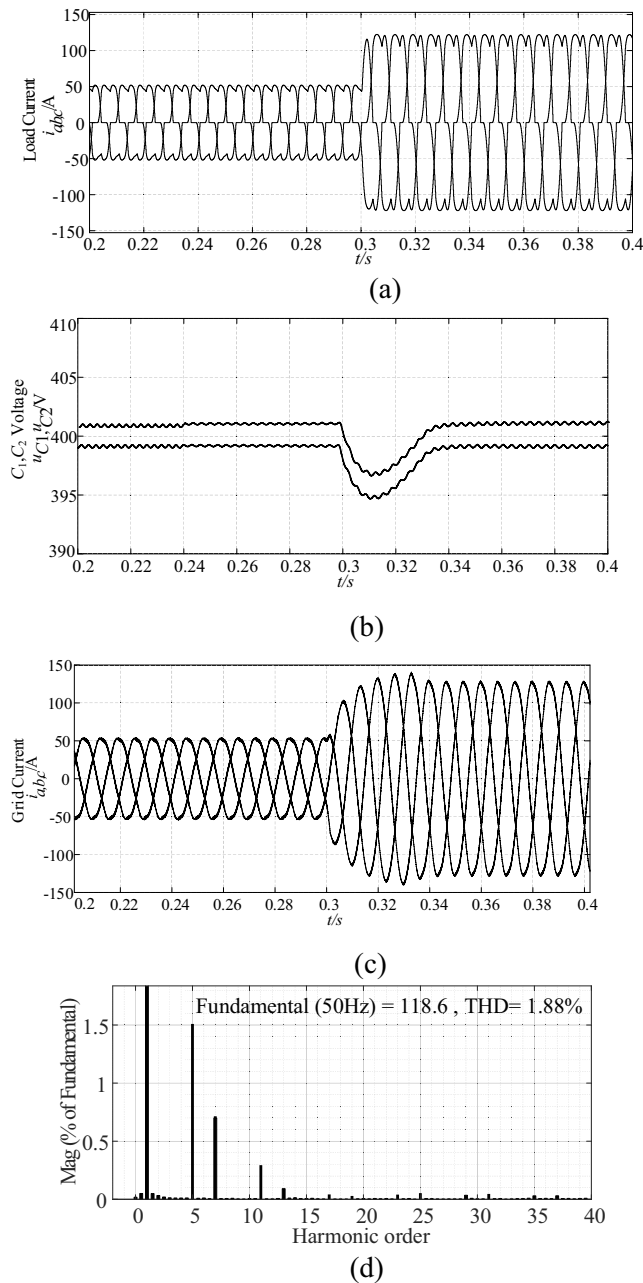 150
100
50
0
-50
-100
-150
Load Current
i_abc/A
0.2 0.22 0.24 0.26 0.28 0.3 0.32 0.34 0.36 0.38 0.4
t/s
(a)
410
405
400
395
390
C1,C2 Voltage
uC1,uC2/V
0.2 0.22 0.24 0.26 0.28 0.3 0.32 0.34 0.36 0.38 0.4
t/s
(b)
150
100
50
0
-50
-100
-150
Grid Current
i_abc/A
0.2 0.22 0.24 0.26 0.28 0.3 0.32 0.34 0.36 0.38 0.4
t/s
(c)
Fundamental (50Hz) = 118.6 , THD= 1.88%
1.5
1
0.5
0
Mag (% of Fundamental)
0 5 10 15 20 25 30 35 40
Harmonic order
(d)